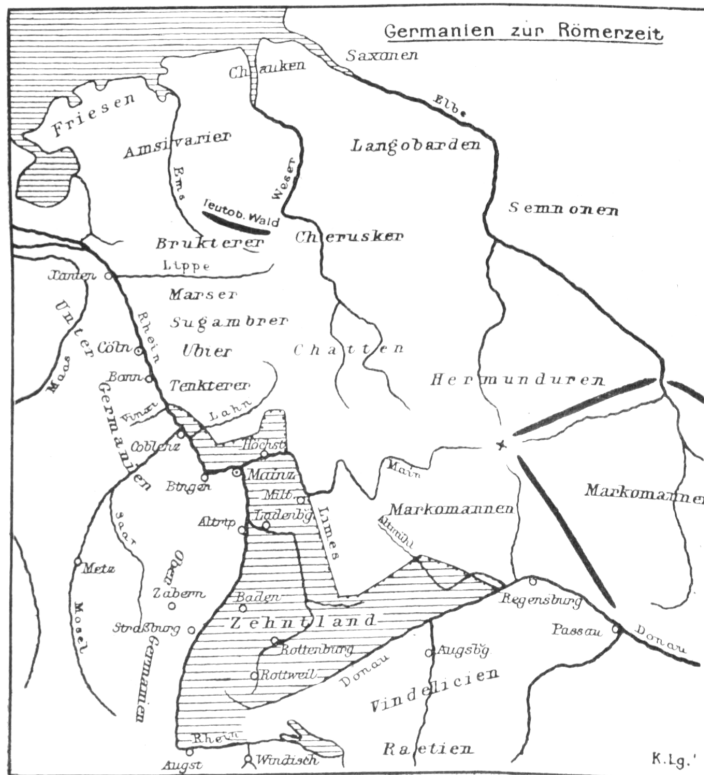 Germanien zur Römerzeit
Saxonen
Chauken
Friesen
Elbe
Amsivarier
Langobarden
Ems
Weser
Teutob. Wald
Semnonen
Brukterer
Cherusker
Lippe
Xanten
Marser
Rhein
Sugambrer
Unter
Germanien
Cöln
Ubier
Chatten
Maas
Bonn
Tenkterer
Hermunduren
Vinxt
Lahn
Coblenz
Höchst
Main
Bingen
Mainz
Milt.
Markomannen
Markomannen
Altrip
Ladenbg
Limes
Altmühl
Saar
Metz
Ober
Germanien
Zabern
Baden
Regensburg
Mosel
Straßburg
Zehntland
Passau
Donau
Rottenburg
Donau
Augsbg
Rottweil
Vindelicien
Rhein
Raetien
K.Lg.
Augst
Windisch